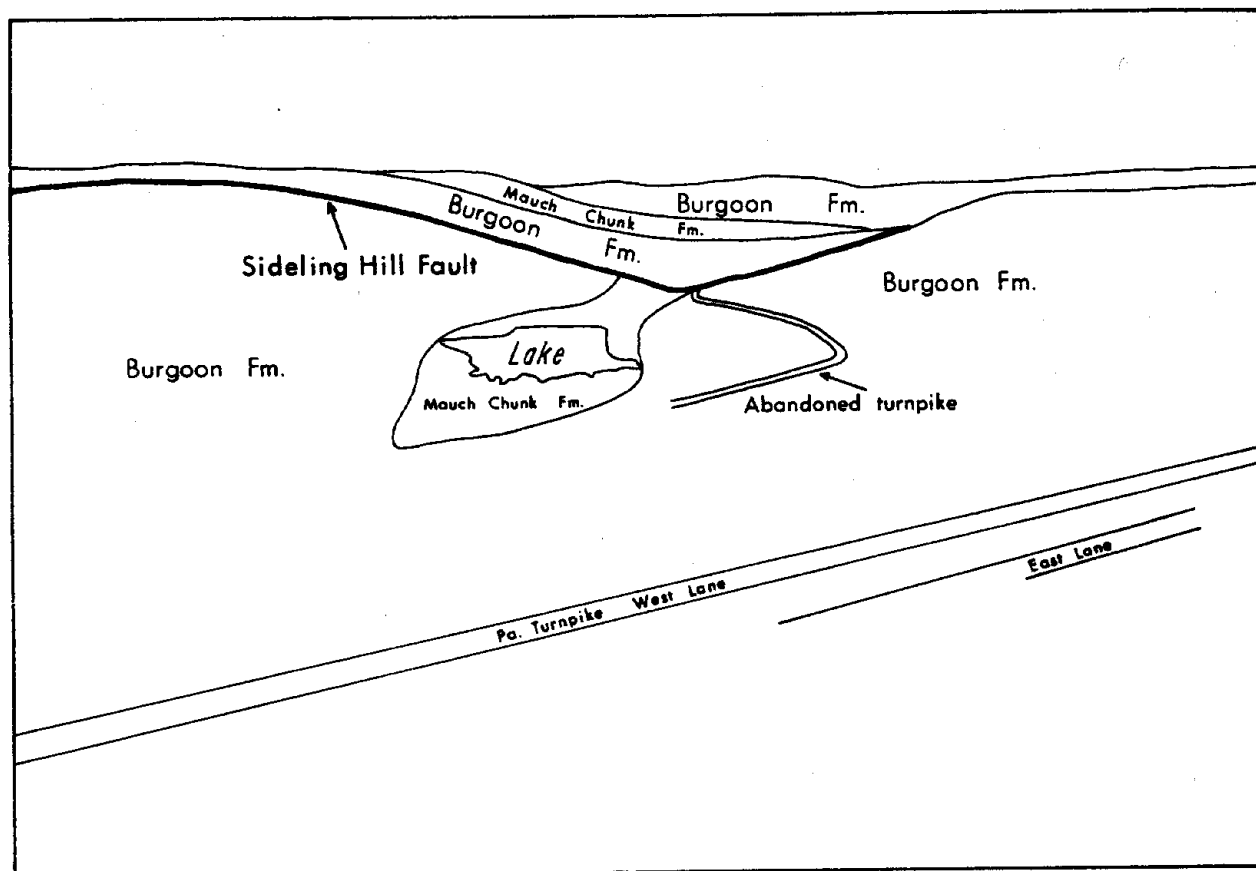 Mauch Chunk Fm.
Burgoon Fm.
Burgoon Fm.
Sideling Hill Fault
Burgoon Fm.
Burgoon Fm.
Lake
Mauch Chunk Fm.
Abandoned turnpike
Pa. Turnpike West Lane
East Lane